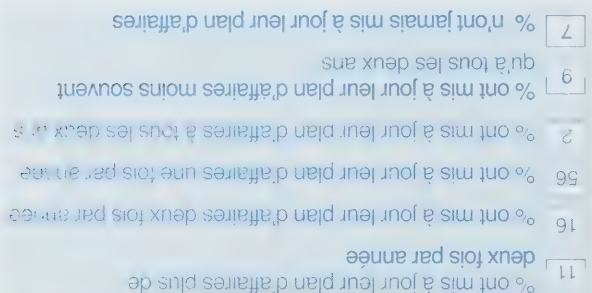 11 % ont mis à jour leur plan d'affaires plus de
deux fois par année
16 % ont mis à jour leur plan d'affaires deux fois par année
56 % ont mis à jour leur plan d'affaires une fois par année
2 % ont mis à jour leur plan d'affaires à tous les deux ans
9 % ont mis à jour leur plan d'affaires moins souvent
qu'à tous les deux ans
7 % n'ont jamais mis à jour leur plan d'affaires